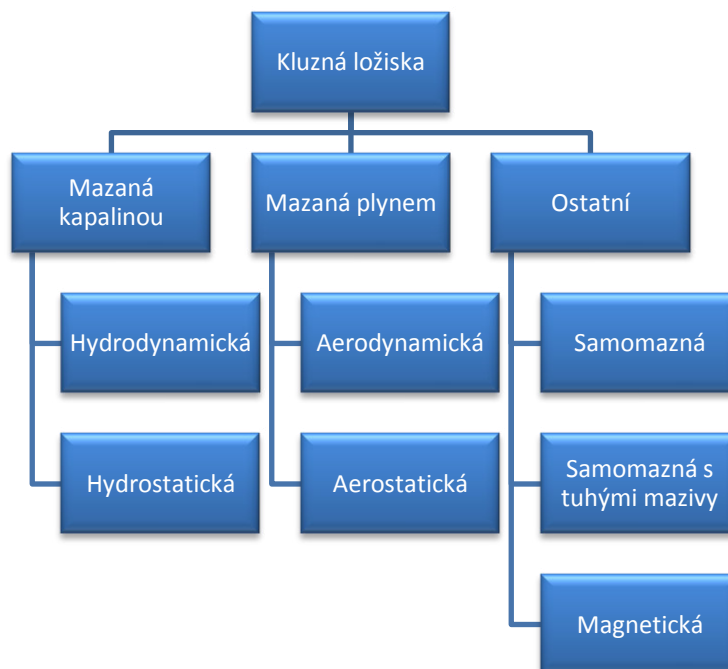 Kluzná ložiska
Mazaná
kapalinou
Mazaná plynem
Ostatní
Hydrodynamická
Aerodynamická
Samomazná
Hydrostatická
Aerostatická
Samomazná s
tuhými mazivy
Magnetická